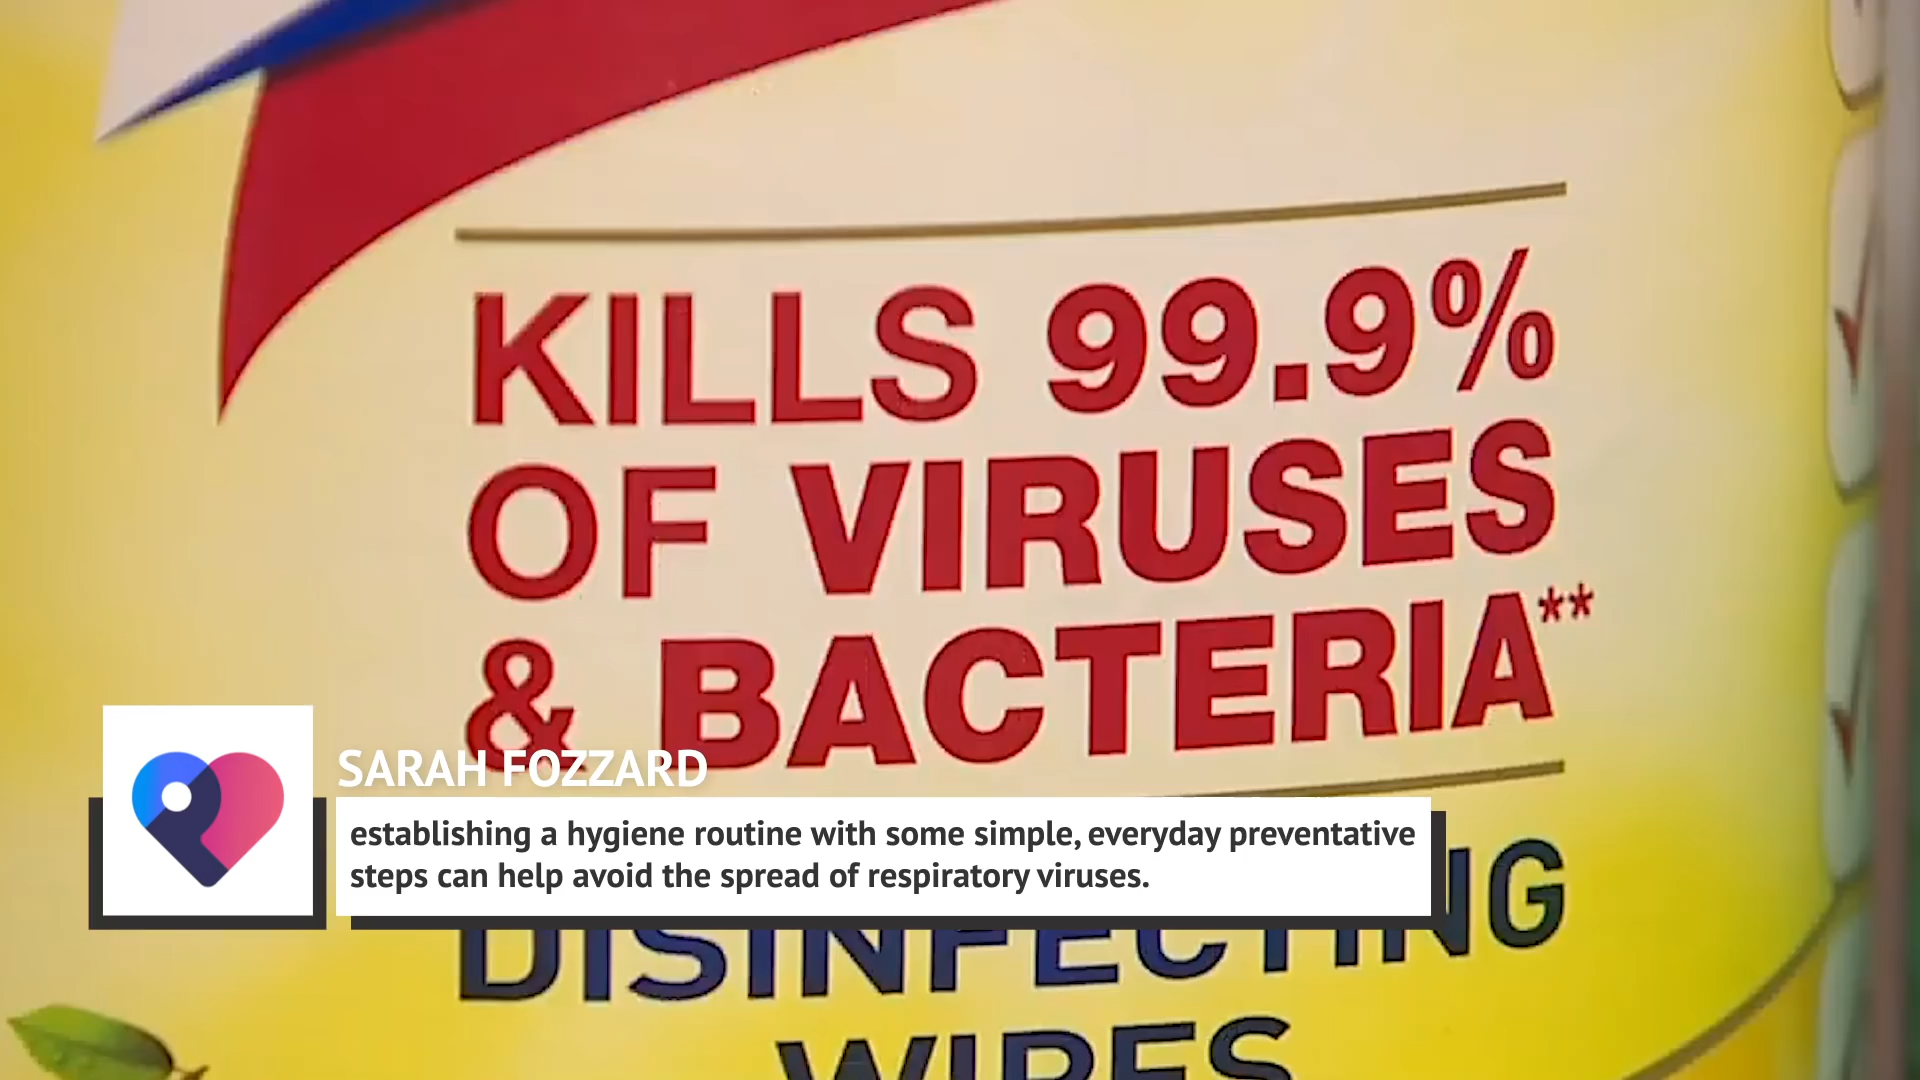 KILLS 99.9%
OF VIRUSES
& BACTERIA**
SARAH FOZZARD
establishing a hygiene routine with some simple, everyday preventative
steps can help avoid the spread of respiratory viruses.
DISINFECTING
WIPES